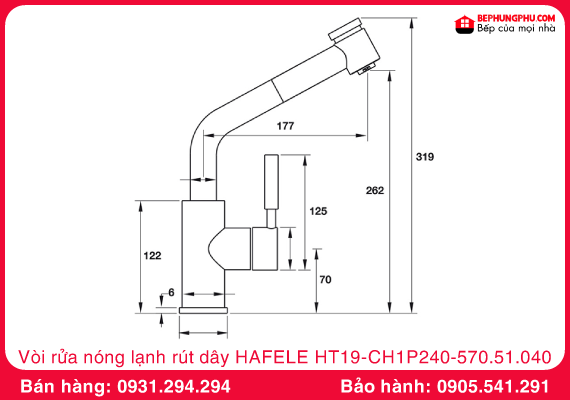 BEPHUNGPHU.COM
Bếp của mọi nhà
177
319
262
125
122
70
6
Vòi rửa nóng lạnh rút dây HAFELE HT19-CH1P240-570.51.040
Bán hàng: 0931.294.294
Bảo hành: 0905.541.291